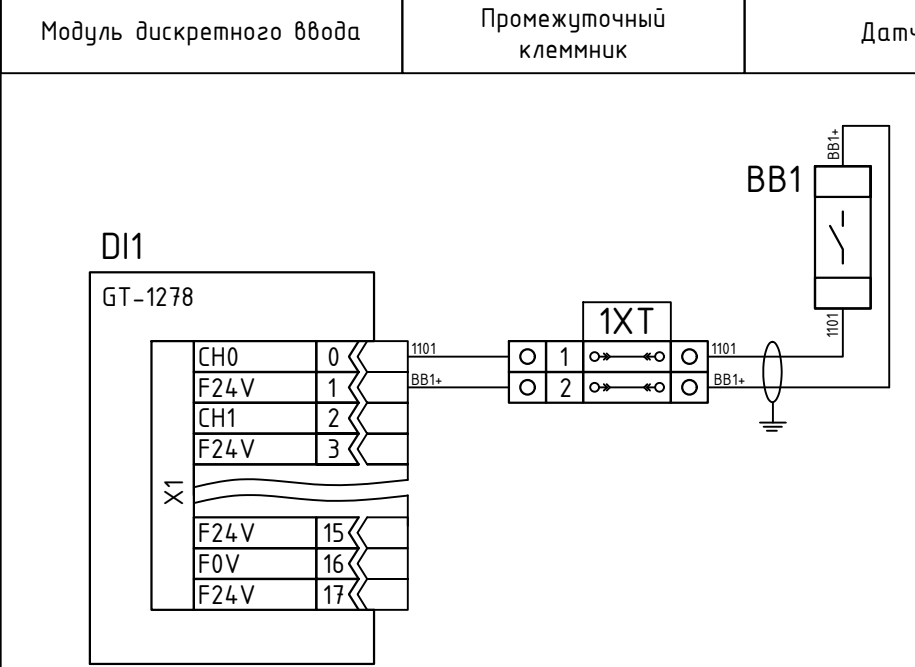 Модуль дискретного ввода
Промежуточный
клеммник
Датч
BB1+
BB1
DI1
GT-1278
1XT
1101
CH0 0 1101 1 1101
F24V 1 BB1+ 2 BB1+
CH1 2
F24V 3
X1
F24V 15
F0V 16
F24V 17